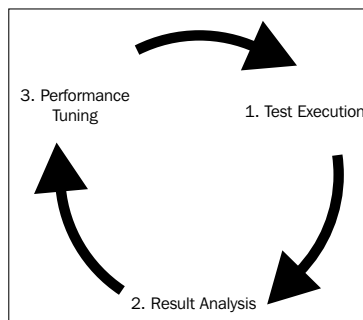 3. Performance
Tuning
1. Test Execution
2. Result Analysis